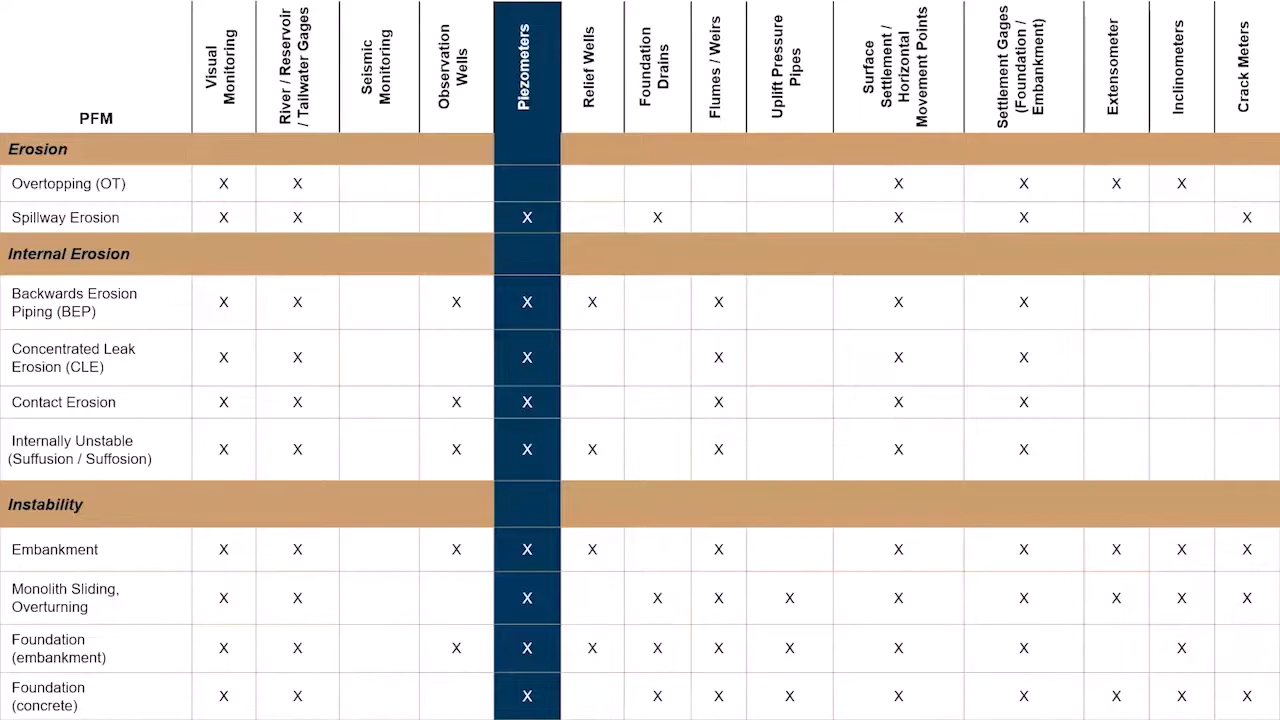 PFM
Visual
Monitoring
River / Reservoir
/ Tailwater Gages
Seismic
Monitoring
Observation
Wells
Piezometers
Relief Wells
Foundation
Drains
Flumes / Weirs
Uplift Pressure
Pipes
Surface
Settlement /
Horizontal
Movement Points
Settlement Gages
(Foundation /
Embankment)
Extensometer
Inclinometers
Crack Meters
Erosion
Overtopping (OT) X X X X X X
Spillway Erosion X X X X X X X
Internal Erosion
Backwards Erosion
Piping (BEP) X X X X X X X X
Concentrated Leak
Erosion (CLE) X X X X X X
Contact Erosion X X X X X X X
Internally Unstable
(Suffusion / Suffosion) X X X X X X X X
Instability
Embankment X X X X X X X X X X X
Monolith Sliding,
Overturning X X X X X X X X X X X
Foundation
(embankment) X X X X X X X X X X X
Foundation
(concrete) X X X X X X X X X